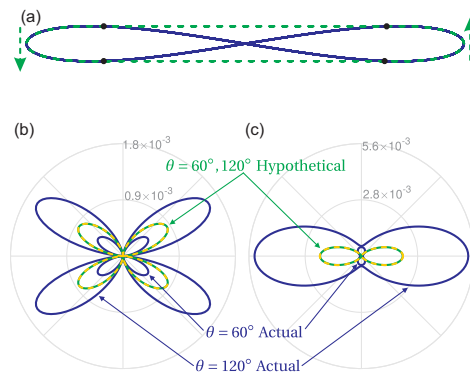 (a)
(b)
(c)
1.8×10⁻³
5.6×10⁻³
θ = 60°, 120° Hypothetical
0.9×10⁻³
2.8×10⁻³
θ = 60° Actual
θ = 120° Actual